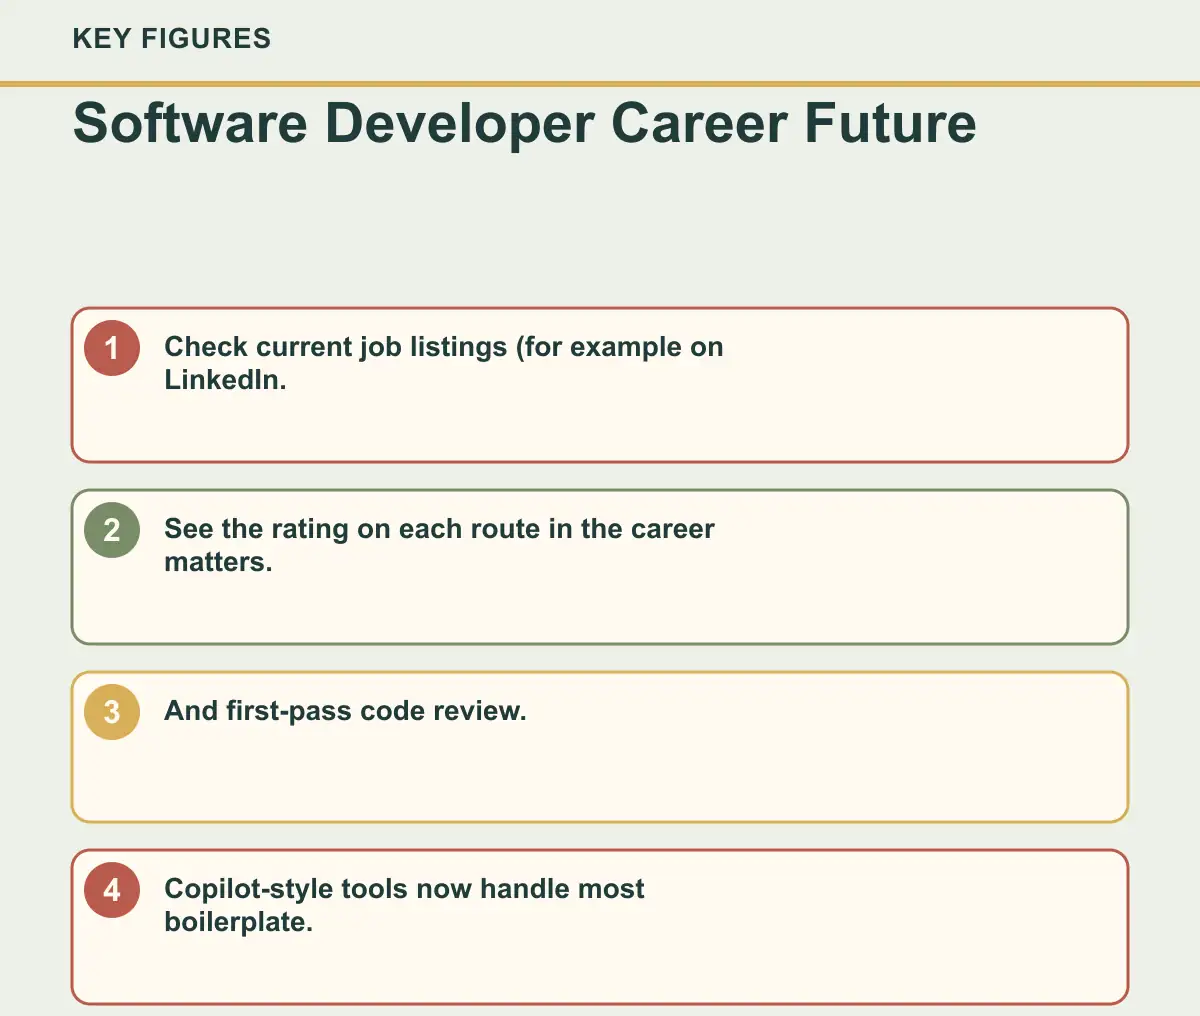 KEY FIGURES
Software Developer Career Future
1
Check current job listings (for example on
LinkedIn.
2
See the rating on each route in the career
matters.
3
And first-pass code review.
4
Copilot-style tools now handle most
boilerplate.